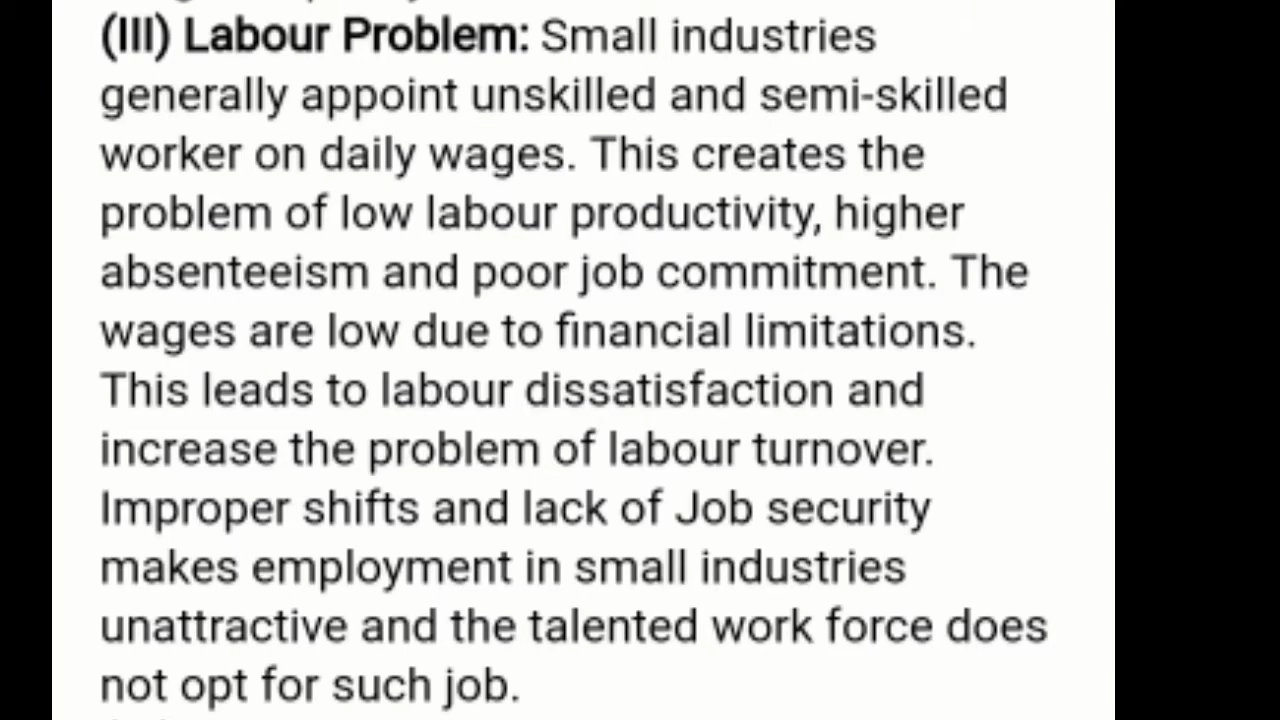 (III) Labour Problem: Small industries
generally appoint unskilled and semi-skilled
worker on daily wages. This creates the
problem of low labour productivity, higher
absenteeism and poor job commitment. The
wages are low due to financial limitations.
This leads to labour dissatisfaction and
increase the problem of labour turnover.
Improper shifts and lack of Job security
makes employment in small industries
unattractive and the talented work force does
not opt for such job.